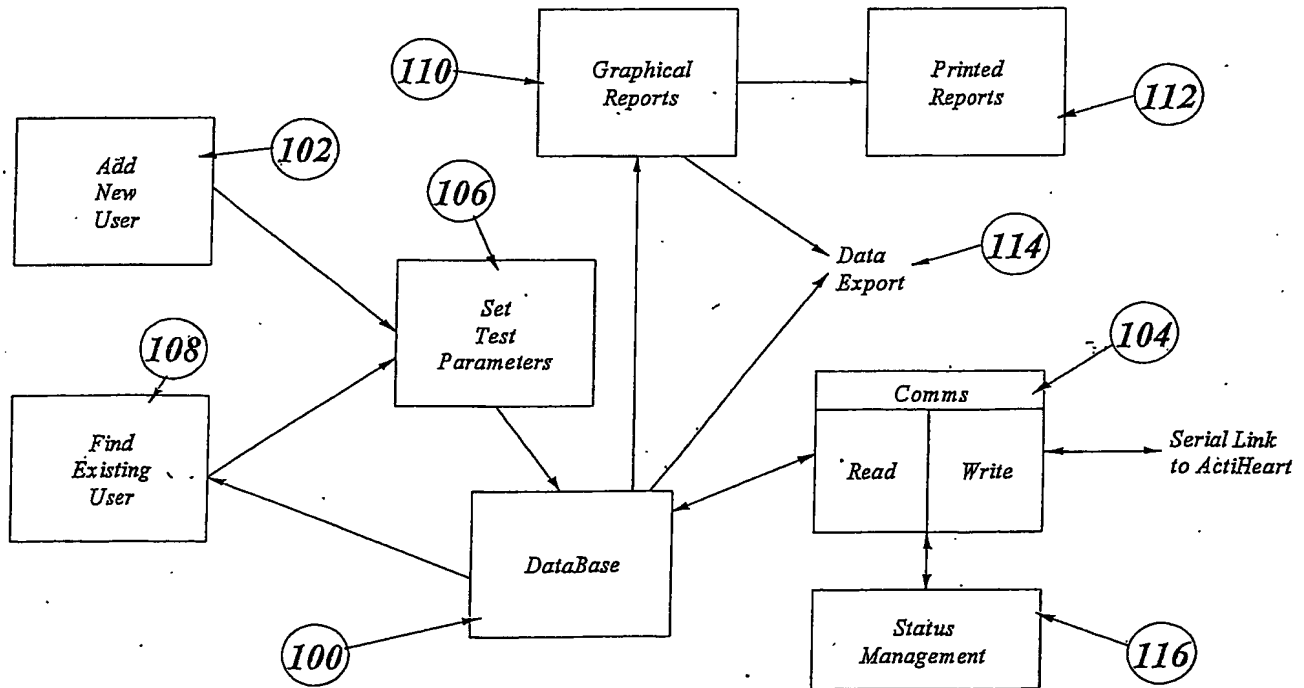 110
Graphical
Reports
Printed
Reports
112
102
Add
New
User
106
Data
Export
114
Set
Test
Parameters
108
104
Comms
Find
Existing
User
Read
Write
Serial Link
to ActiHeart
DataBase
100
Status
Management
116